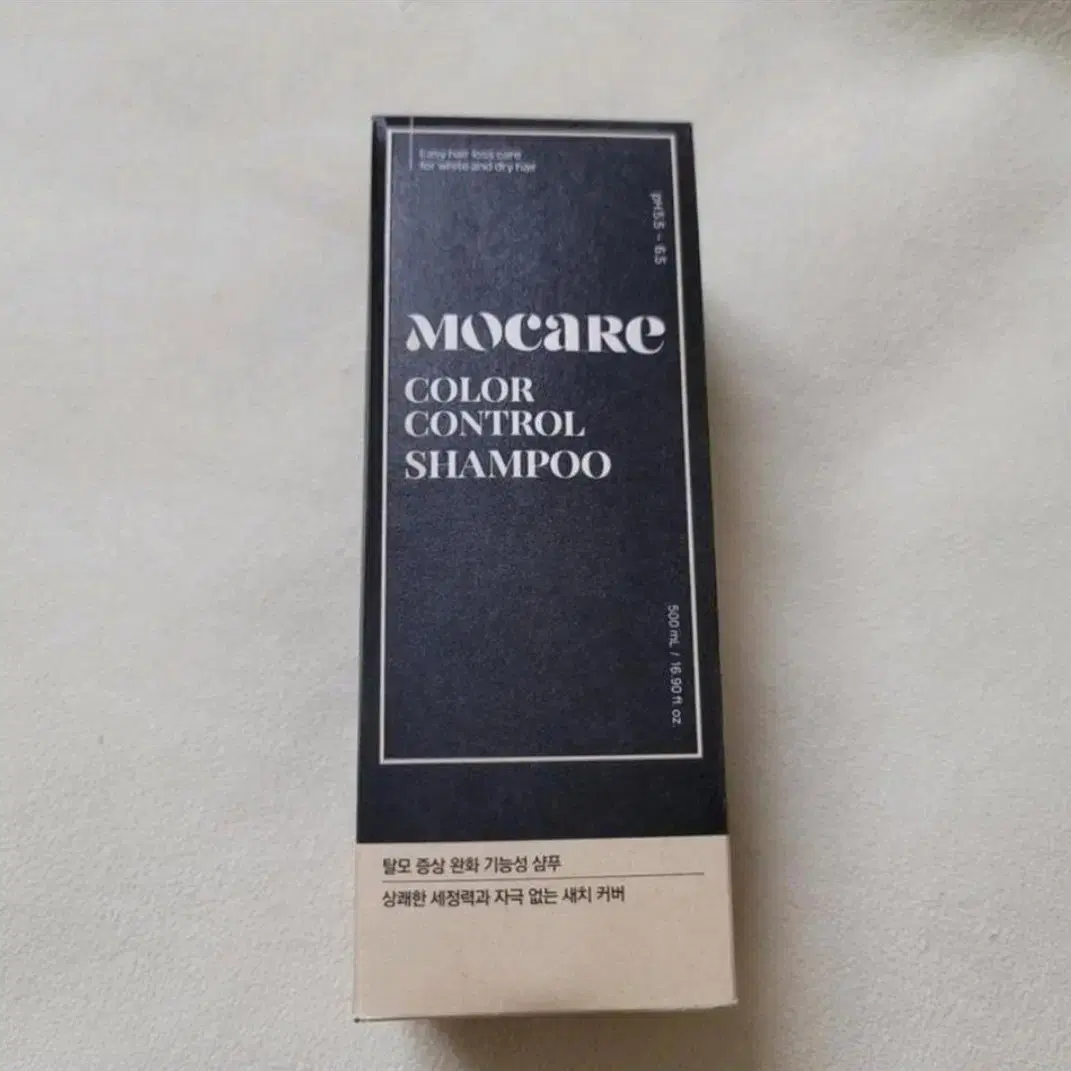 Easy hair loss care
for white and dry hair
pH 5.5 ~ 6.5
MOCARE
COLOR
CONTROL
SHAMPOO
500 mL / 16.90 fl oz.
탈모 증상 완화 기능성 샴푸
상쾌한 세정력과 자극 없는 새치 커버